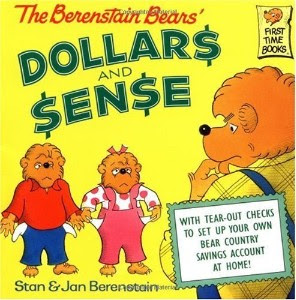 The Berenstain Bears'
DOLLAR$
AND
$EN$E
FIRST
TIME
BOOKS
WITH TEAR-OUT CHECKS
TO SET UP YOUR OWN
BEAR COUNTRY
SAVINGS ACCOUNT
AT HOME!
Stan & Jan Berenstain